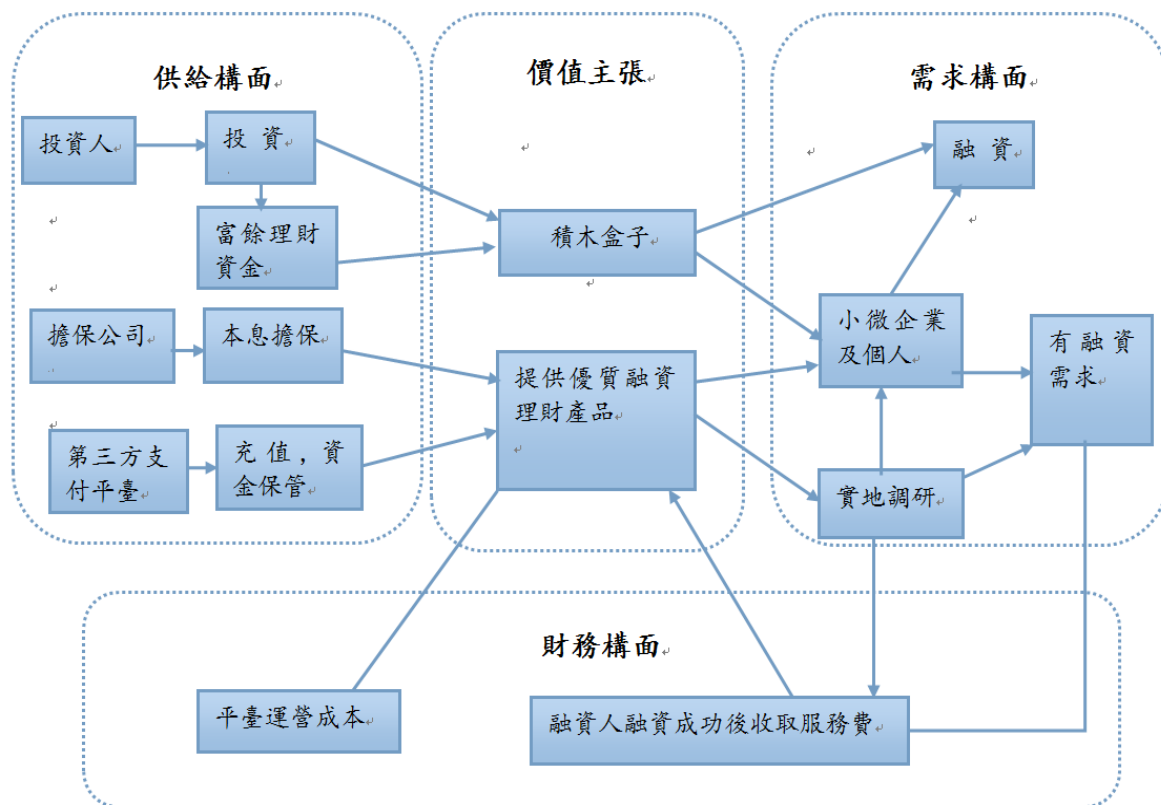 供給構面
價值主張
需求構面
投資人
投 資
富餘理財
資金
擔保公司
本息擔保
第三方支
付平臺
充值，資
金保管
積木盒子
提供優質融資
理財產品
融 資
小微企業
及個人
有融資
需求
實地調研
財務構面
平臺運營成本
融資人融資成功後收取服務費